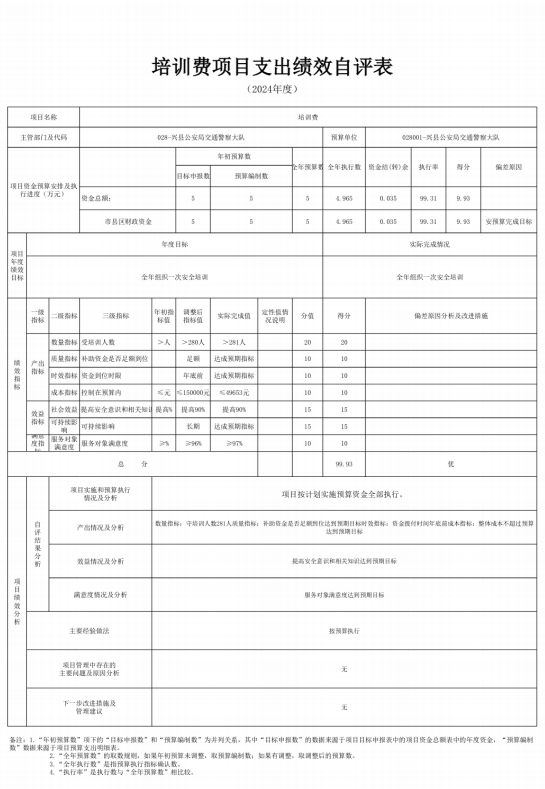 培训费项目支出绩效自评表
（2024年度）
项目名称 培训费
主管部门及代码 028-兴县公安局交通警察大队 预算单位 028001-兴县公安局交通警察大队
项目资金预算安排及执行进度（万元） 年初预算数 全年预算数 全年执行数 资金结(转)余 执行率 得分 偏差原因
目标申报数 预算编制数
资金总额: 5 5 5 4.965 0.035 99.31 9.93
市县区财政资金 5 5 5 4.965 0.035 99.31 9.93 安预算完成目标
项目年度绩效目标 年度目标 实际完成情况
全年组织一次安全培训 全年组织一次安全培训
绩效指标 一级指标 二级指标 三级指标 年初指标值 调整后指标值 实际完成值 定性值情况说明 分值 得分 偏差原因分析及改进措施
产出指标 数量指标 受培训人数 >人 >280人 >281人 20 20
质量指标 补助资金是否足额到位 足额 达成预期指标 10 10
时效指标 资金到位时限 年底前 达成预期指标 10 10
成本指标 控制在预算内 ≤元 ≤150000元 ≤49653元 10 10
效益指标 社会效益 提高安全意识和相关知识 提高% 提高90% 提高90% 15 15
可持续影响 可持续影响 长期 达成预期指标 15 15
满意度指标 服务对象满意度 服务对象满意度 ≥% ≥96% ≥97% 10 10
总 分 99.93 优
项目绩效分析 自评结果分析 项目实施和预算执行情况及分析 项目按计划实施预算资金全部执行。
产出情况及分析 数量指标：守培训人数281人质量指标：补助资金是否足额到位达到预期目标时效指标：资金拨付时间年底前成本指标：整体成本不超过预算达到预期目标
效益情况及分析 提高安全意识和相关知识达到预期目标
满意度情况及分析 服务对象满意度达到预期目标
主要经验做法 按预算执行
项目管理中存在的主要问题及原因分析 无
下一步改进措施及管理建议 无
备注：1.“年初预算数”项下的“目标申报数”和“预算编制数”为并列关系。其中“目标申报数”的数据来源于项目目标申报表中的项目资金总额表中的年度资金，“预算编制
数”数据来源于项目预算支出明细表。
2.“全年预算数”的取数规则，如果年初预算未调整，取预算编制数；如果有调整，取调整后的预算数。
3.“全年执行数”是指预算执行指标确认数。
4.“执行率”是执行数与“全年预算数”相比较。